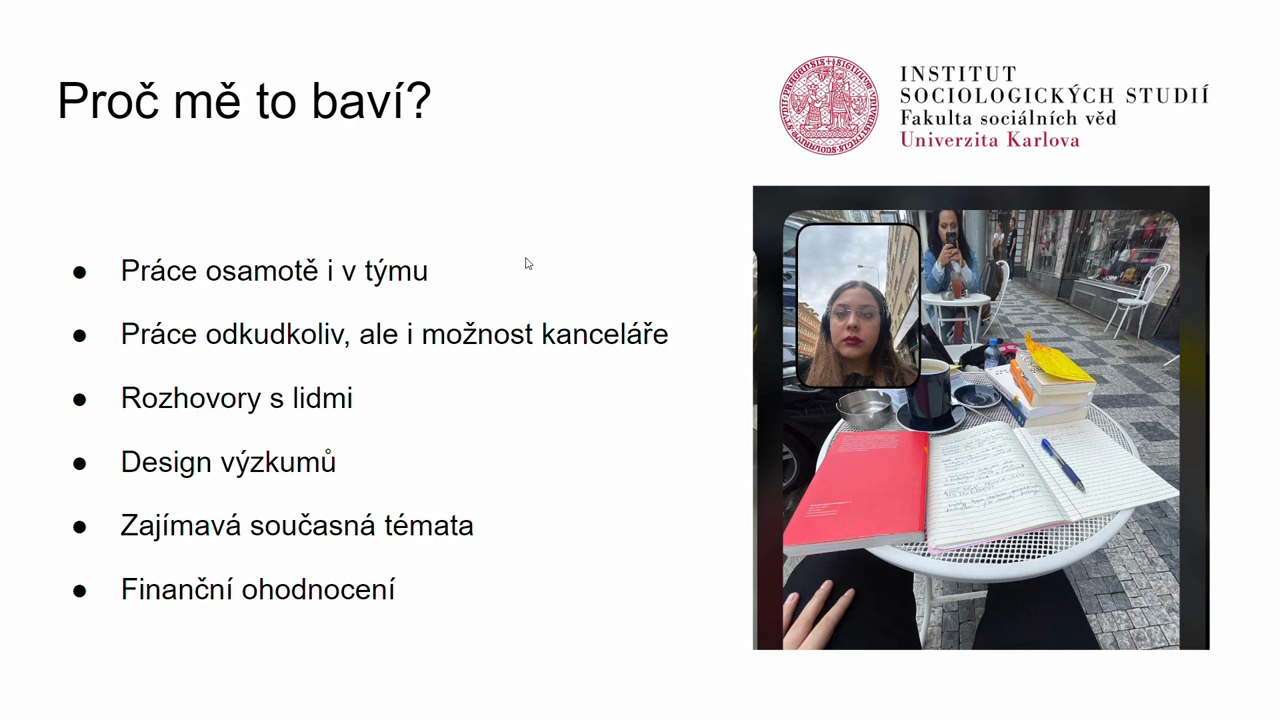 Proč mě to baví?
INSTITUT
SOCIOLOGICKÝCH STUDIÍ
Fakulta sociálních věd
Univerzita Karlova
● Práce osamotě i v týmu
● Práce odkudkoliv, ale i možnost kanceláře
● Rozhovory s lidmi
● Design výzkumů
● Zajímavá současná témata
● Finanční ohodnocení